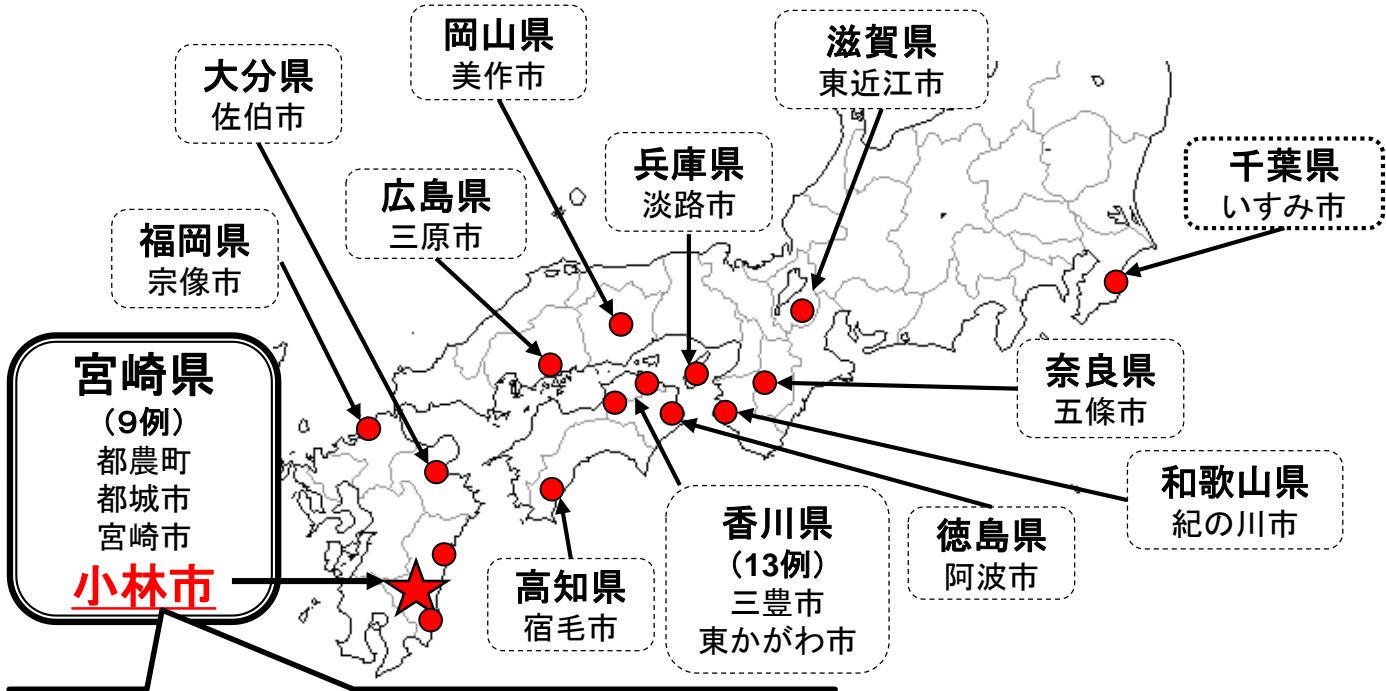 岡山県
美作市
滋賀県
東近江市
大分県
佐伯市
兵庫県
淡路市
千葉県
いすみ市
広島県
三原市
福岡県
宗像市
宮崎県
（9例）
都農町
都城市
宮崎市
小林市
奈良県
五條市
和歌山県
紀の川市
香川県
（13例）
三豊市
東かがわ市
徳島県
阿波市
高知県
宿毛市